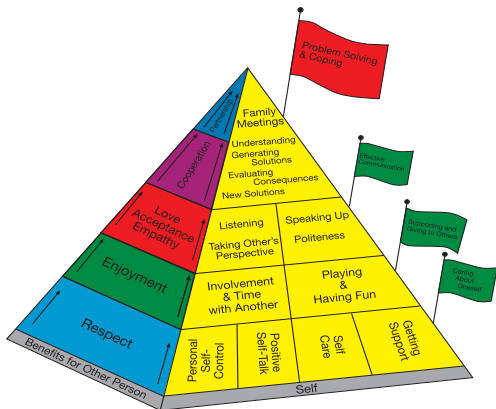 Problem Solving
& Coping
Partnership
Family
Meetings
Understanding
Generating
Solutions
Evaluating
Consequences
New Solutions
Effective
Communication
Cooperation
Love
Acceptance
Empathy
Listening
Taking Other's
Perspective
Speaking Up
Politeness
Supporting and
Giving to Others
Enjoyment
Involvement
& Time
with Another
Playing
&
Having Fun
Caring
About
Oneself
Respect
Personal
Self-
Control
Positive
Self-Talk
Self
Care
Getting
Support
Benefits for Other Person
Self